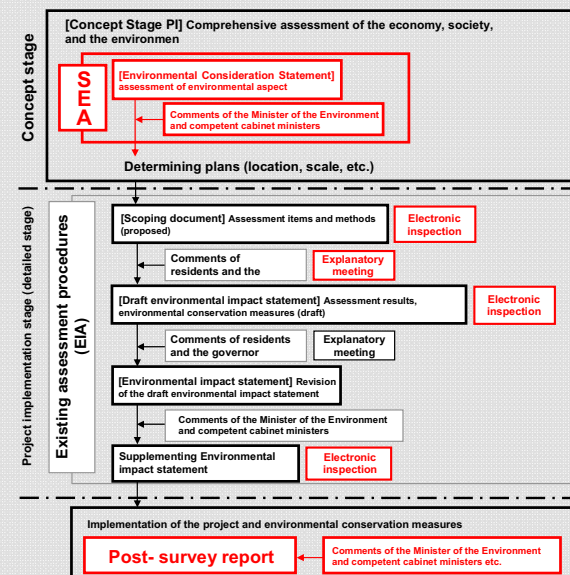 Concept stage
[Concept Stage PI] Comprehensive assessment of the economy, society,
and the environmen
SEA
[Environmental Consideration Statement]
assessment of environmental aspect
Comments of the Minister of the Environment
and competent cabinet ministers
Determining plans (location, scale, etc.)
Project implementation stage (detailed stage)
Existing assessment procedures
(EIA)
[Scoping document] Assessment items and methods
(proposed)
Electronic
inspection
Comments of
residents and the
Explanatory
meeting
[Draft environmental impact statement] Assessment results,
environmental conservation measures (draft)
Electronic
inspection
Comments of residents
and the governor
Explanatory
meeting
[Environmental impact statement] Revision
of the draft environmental impact statement
Comments of the Minister of the Environment
and competent cabinet ministers
Supplementing Environmental
impact statement
Electronic
inspection
Implementation of the project and environmental conservation measures
Post- survey report
Comments of the Minister of the Environment
and competent cabinet ministers etc.